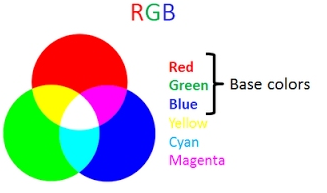 RGB
Red
Green
Blue
Base colors
Yellow
Cyan
Magenta